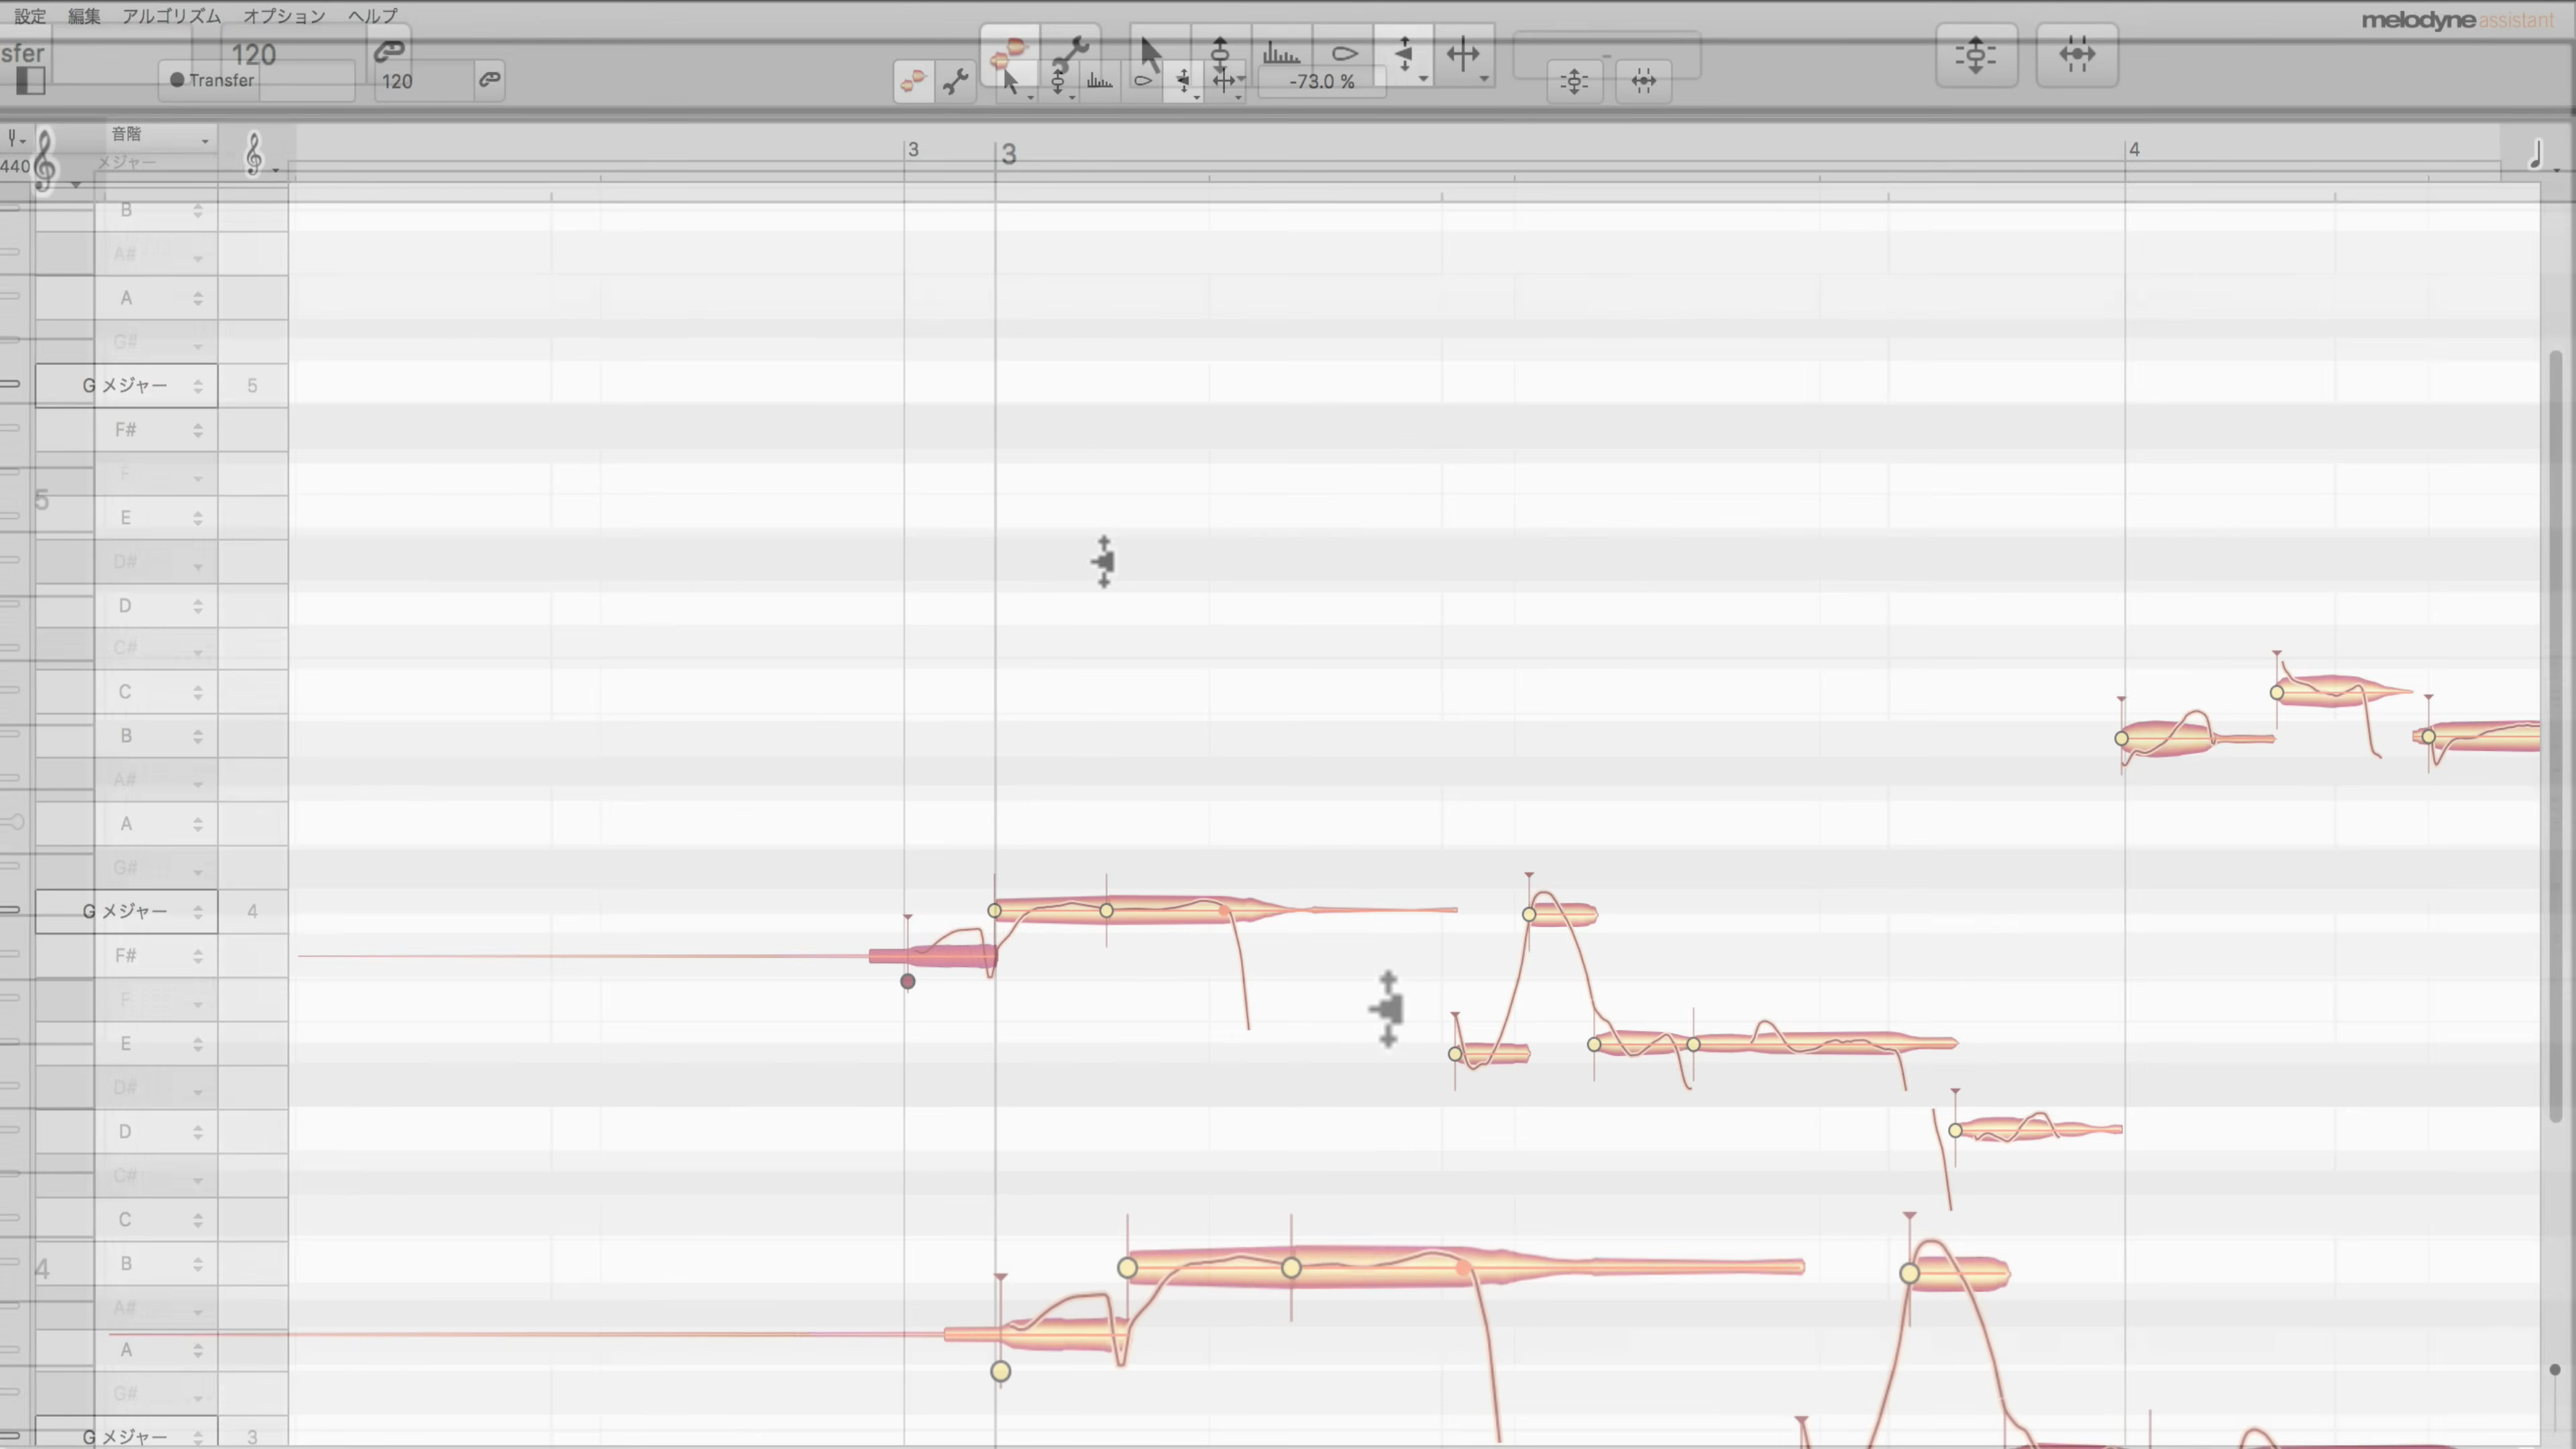 設定 編集 アルゴリズム オプション ヘルプ
melodyne assistant
sfer 120
Transfer 120 -73.0 % -
音階
メジャー
440
3 3 4
B
A#
A
G#
G メジャー 5
F#
F
5
E
D#
D
C#
C
B
A#
A
G#
G メジャー 4
F#
F
E
D#
D
C#
C
B
4
A#
A
G#
G メジャー 3